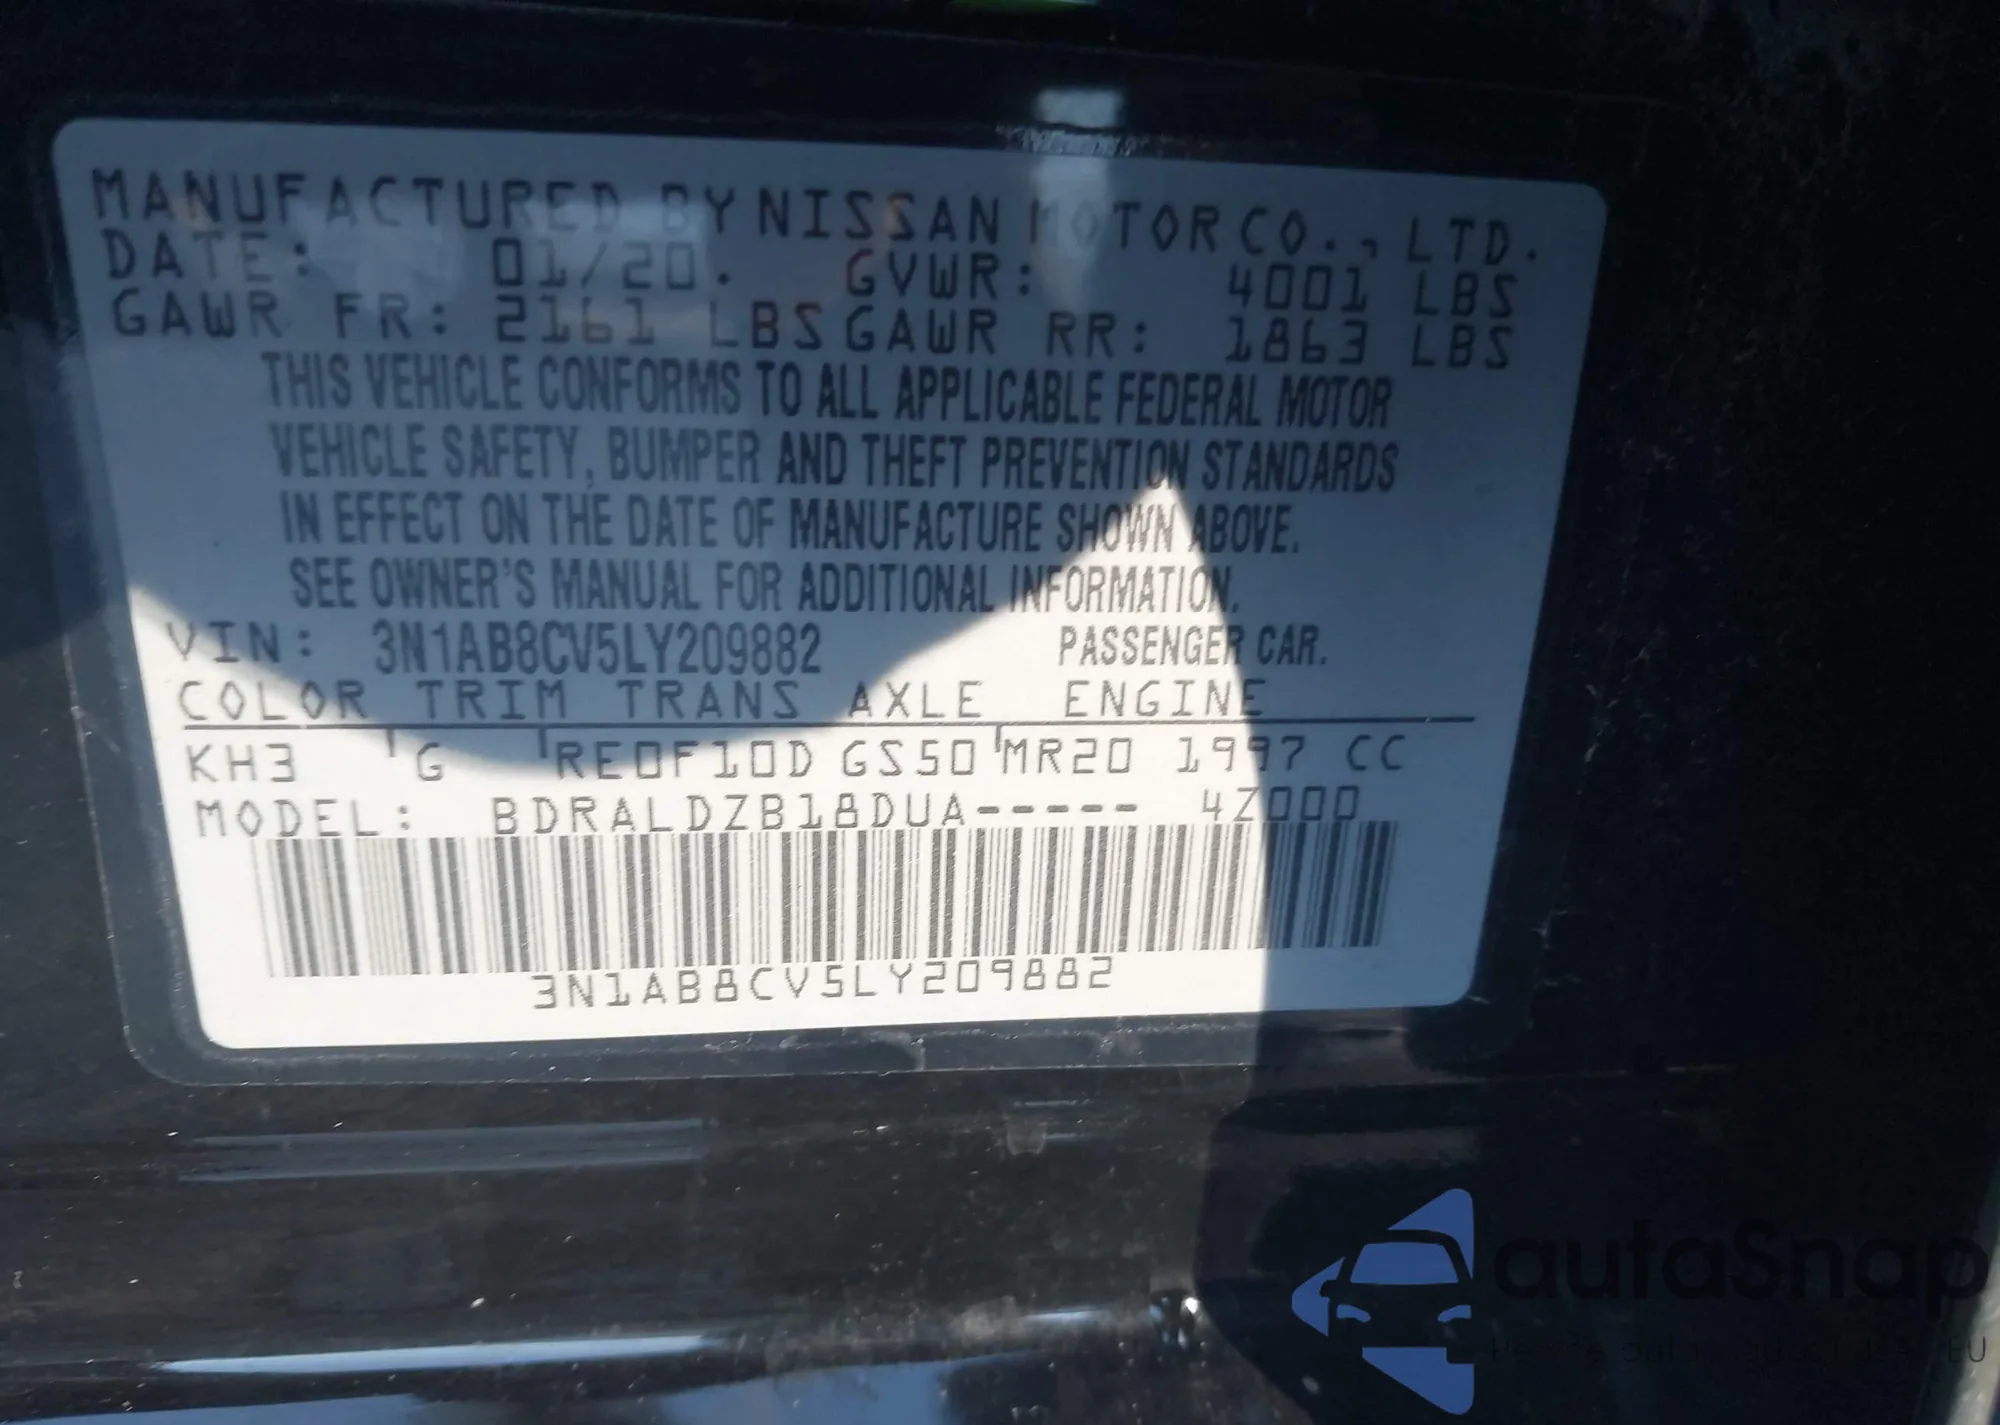 MANUFACTURED BY NISSAN MOTOR CO., LTD.
DATE: 01/20. GVWR: 4001 LBS
GAWR FR: 2161 LBS GAWR RR: 1863 LBS
THIS VEHICLE CONFORMS TO ALL APPLICABLE FEDERAL MOTOR
VEHICLE SAFETY, BUMPER AND THEFT PREVENTION STANDARDS
IN EFFECT ON THE DATE OF MANUFACTURE SHOWN ABOVE.
SEE OWNER'S MANUAL FOR ADDITIONAL INFORMATION.
VIN: 3N1AB8CV5LY209882 PASSENGER CAR.
COLOR TRIM TRANS AXLE ENGINE
KH3 G RE0F10D GS50 MR20 1997 CC
MODEL: BDRALDZB18DUA----- 4Z000
3N1AB8CV5LY209882
autaSnap
EU